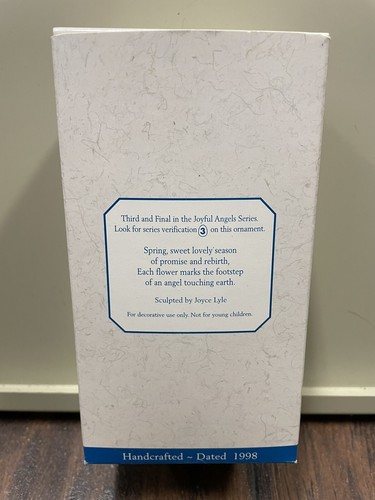 Third and Final in the Joyful Angels Series.
Look for series verification 3 on this ornament.
Spring, sweet lovely season
of promise and rebirth,
Each flower marks the footstep
of an angel touching earth.
Sculpted by Joyce Lyle
For decorative use only. Not for young children.
Handcrafted ~ Dated 1998